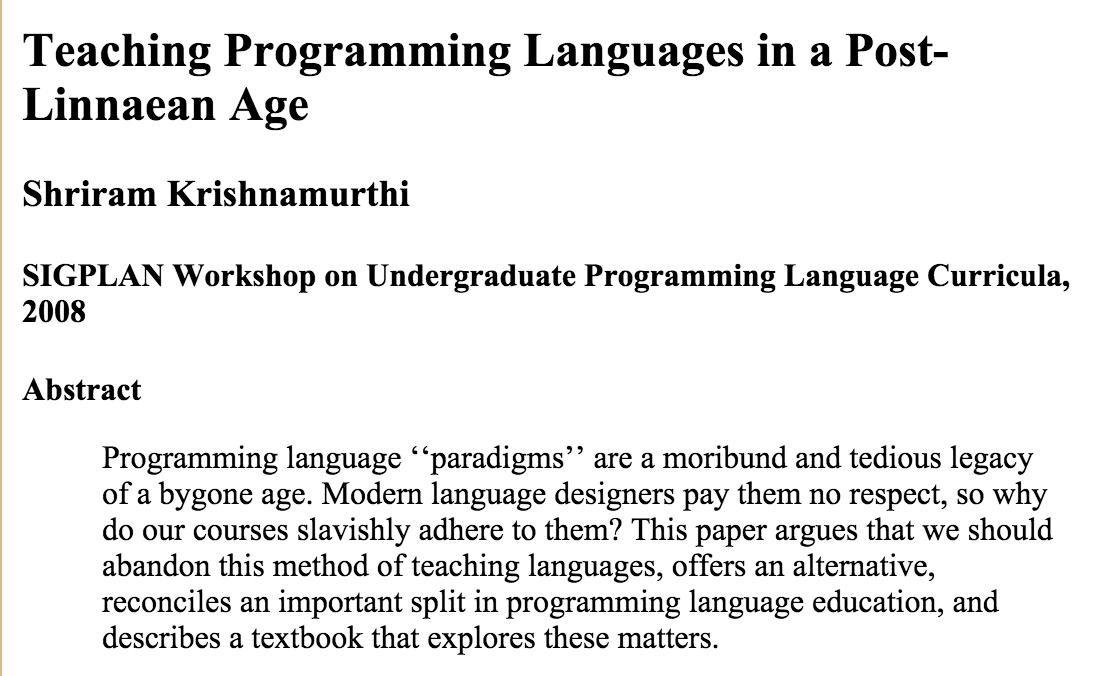 Teaching Programming Languages in a Post-
Linnaean Age
Shriram Krishnamurthi
SIGPLAN Workshop on Undergraduate Programming Language Curricula,
2008
Abstract
Programming language ‘‘paradigms’’ are a moribund and tedious legacy
of a bygone age. Modern language designers pay them no respect, so why
do our courses slavishly adhere to them? This paper argues that we should
abandon this method of teaching languages, offers an alternative,
reconciles an important split in programming language education, and
describes a textbook that explores these matters.